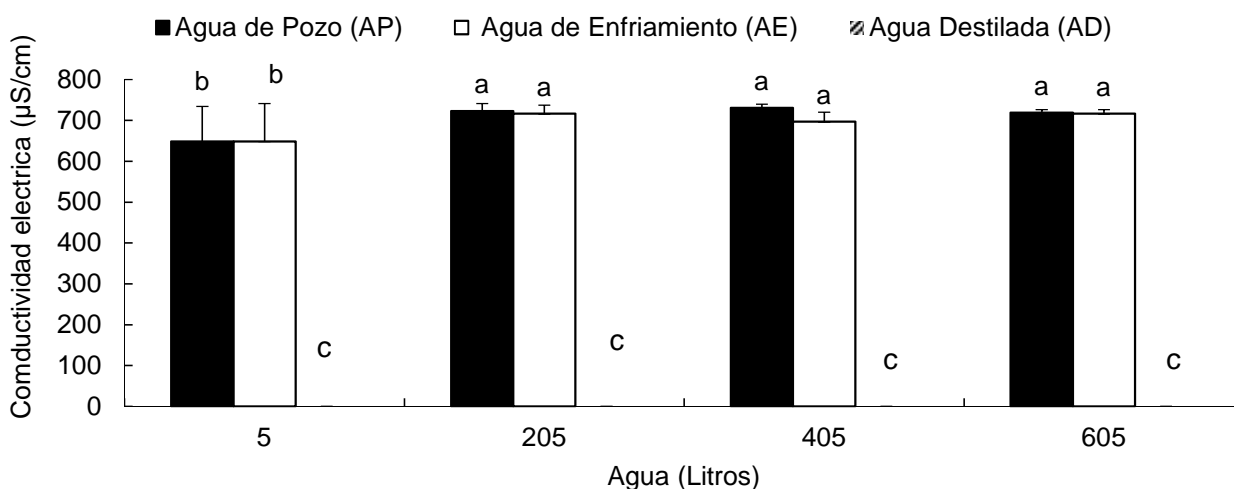 Agua de Pozo (AP) Agua de Enfriamiento (AE) Agua Destilada (AD)
Comductividad electrica (µS/cm)
800
700
600
500
400
300
200
100
0
b b c
a a c
a a c
a a c
5 205 405 605
Agua (Litros)